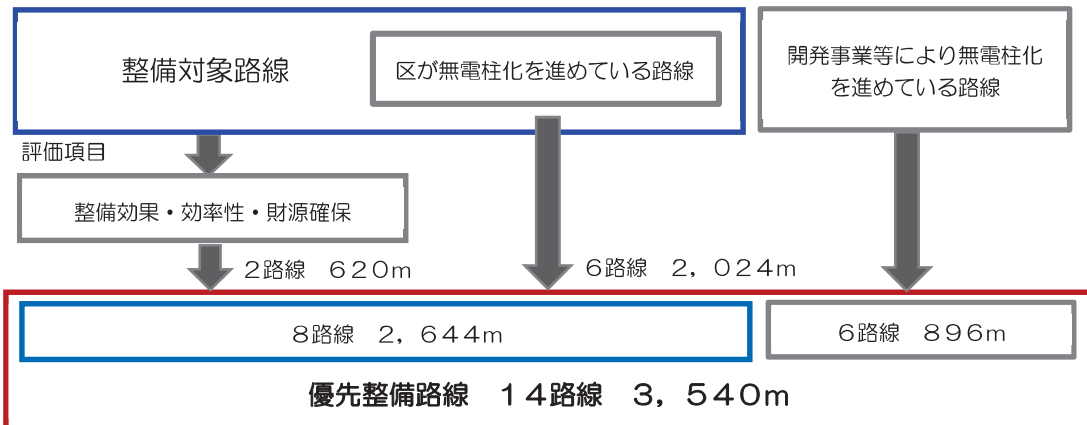 整備対象路線
区が無電柱化を進めている路線
開発事業等により無電柱化
を進めている路線
評価項目
整備効果・効率性・財源確保
2路線　620m
6路線　2，024m
8路線　2，644m
6路線　896m
優先整備路線　14路線　3，540m